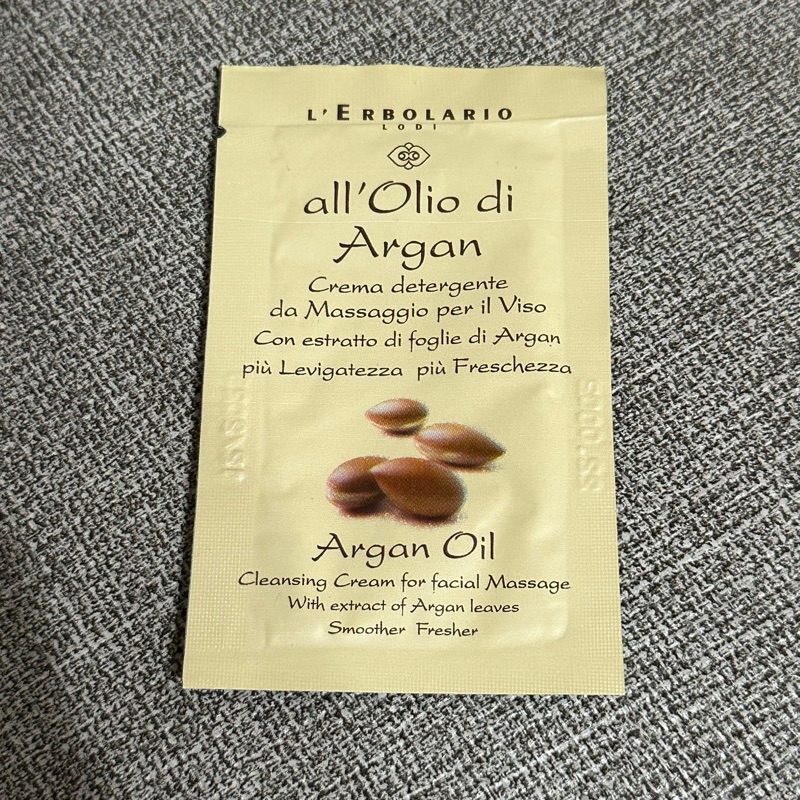 L'ERBOLARIO
LODI
all'Olio di
Argan
Crema detergente
da Massaggio per il Viso
Con estratto di foglie di Argan
più Levigatezza più Freschezza
Argan Oil
Cleansing Cream for facial Massage
With extract of Argan leaves
Smoother Fresher